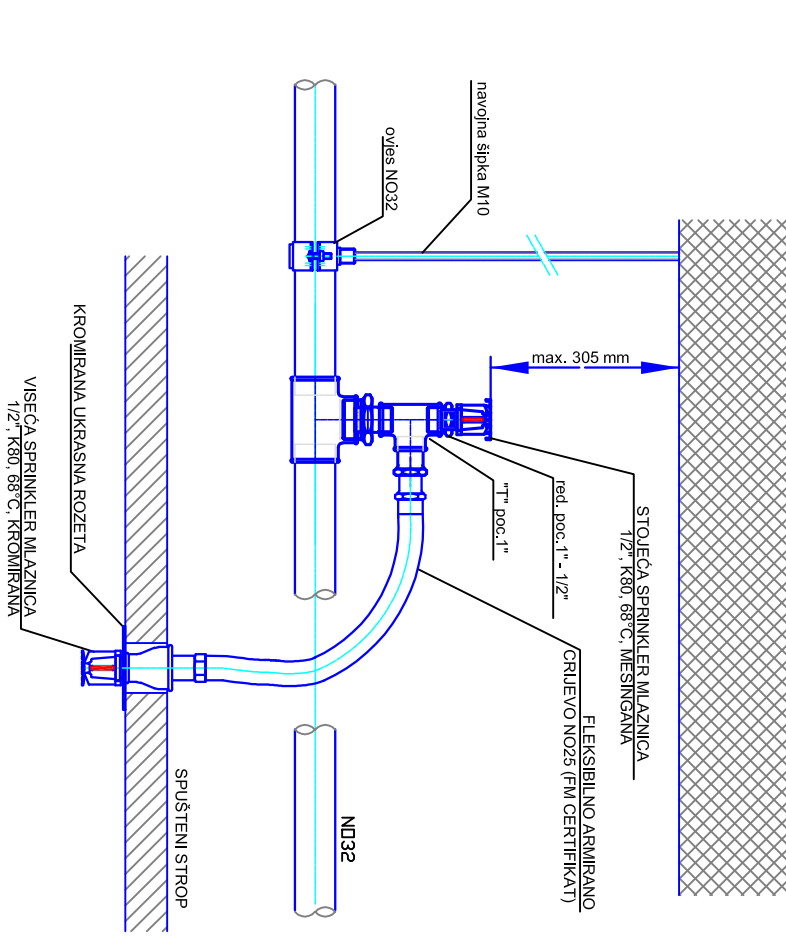 navojna šipka M10
ovjes NO32
max. 305 mm
STOJEĆA SPRINKLER MLAZNICA
1/2", K80, 68°C, MESINGANA
red. poc.1" - 1/2"
"T" poc.1"
FLEKSIBILNO ARMIRANO
CRIJEVO NO25 (FM CERTIFIKAT)
NO32
KROMIRANA UKRASNA ROZETA
VISEĆA SPRINKLER MLAZNICA
1/2", K80, 68°C, KROMIRANA
SPUŠTENI STROP